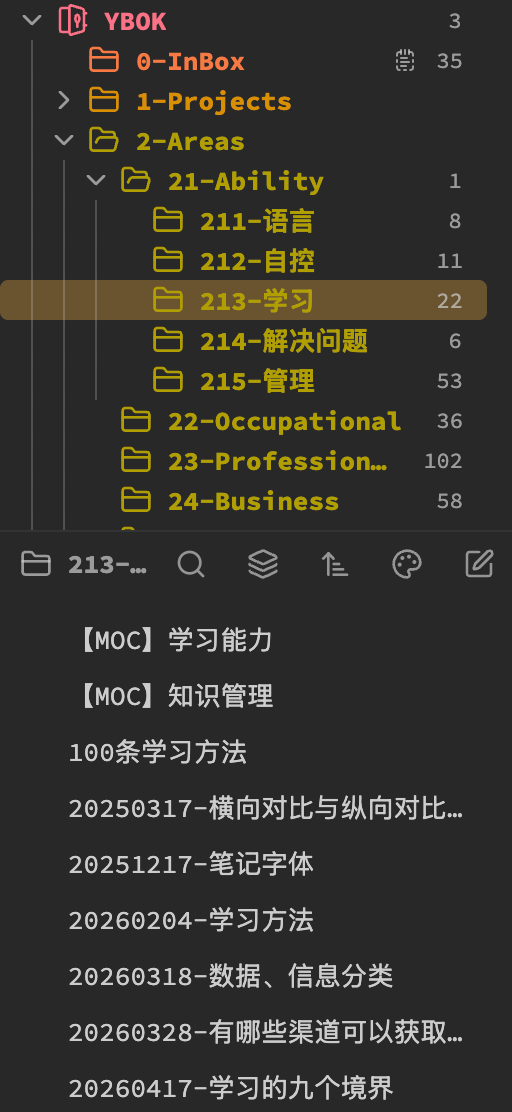 YBOK 3
0-InBox 35
1-Projects
2-Areas
21-Ability 1
211-语言 8
212-自控 11
213-学习 22
214-解决问题 6
215-管理 53
22-Occupational 36
23-Profession… 102
24-Business 58
213-…
【MOC】学习能力
【MOC】知识管理
100条学习方法
20250317-横向对比与纵向对比…
20251217-笔记字体
20260204-学习方法
20260318-数据、信息分类
20260328-有哪些渠道可以获取…
20260417-学习的九个境界